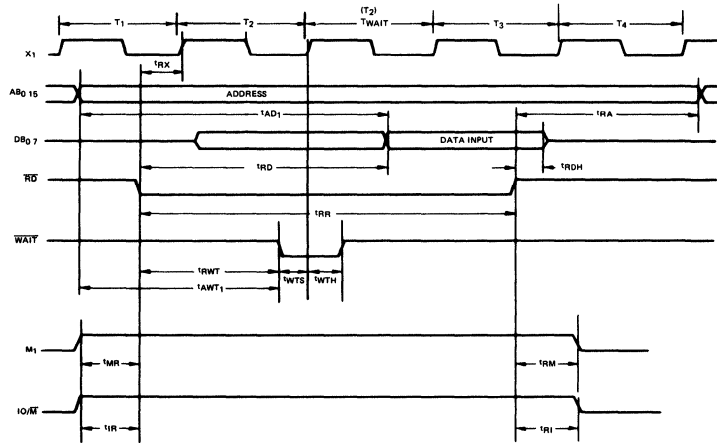 (T₂)
T₁ T₂ TWAIT T₃ T₄
X₁
tRX
AB0 15 ADDRESS
tAD₁ tRA
DB0 7 DATA INPUT
tRD tRDH
RD
tRR
WAIT
tRWT tWTS tWTH
tAWT₁
M₁
tMR tRM
IO/M
tIR tRI